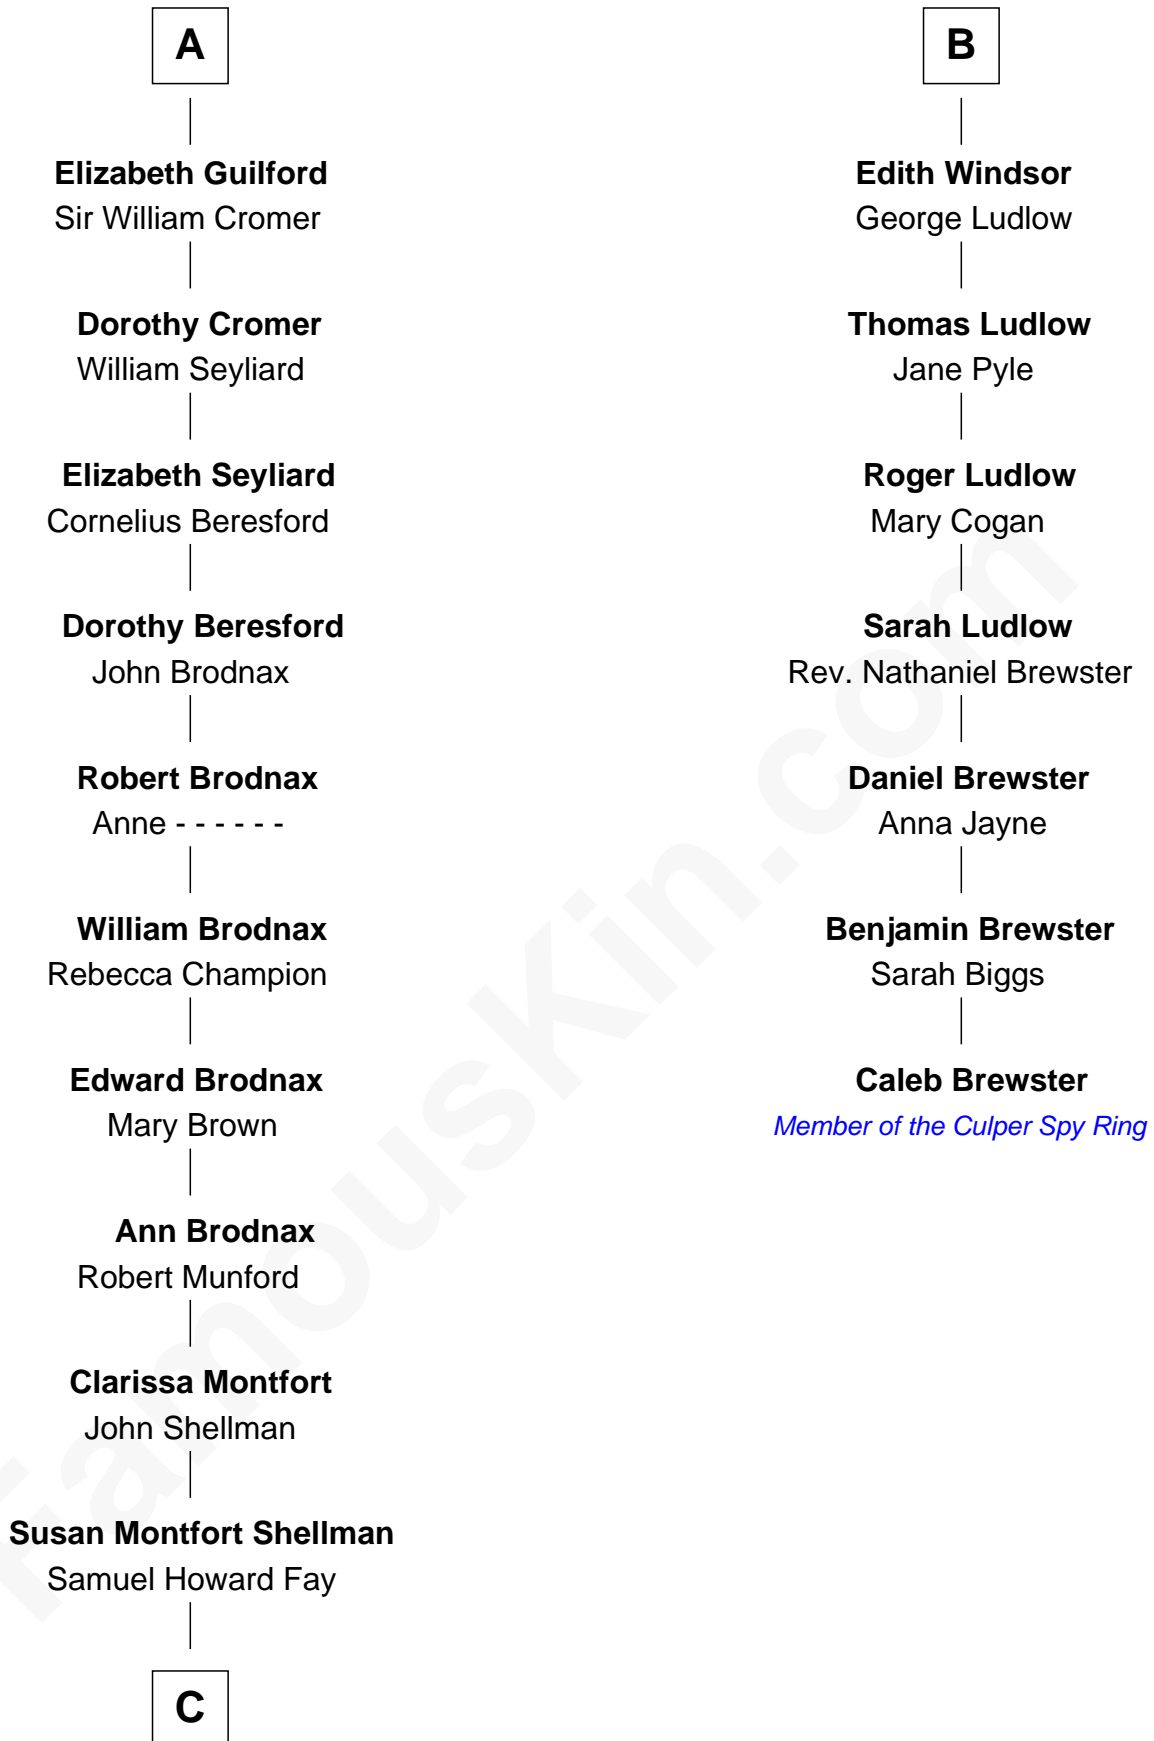 A
Elizabeth Guilford
Sir William Cromer
Dorothy Cromer
William Seyliard
Elizabeth Seyliard
Cornelius Beresford
Dorothy Beresford
John Brodnax
Robert Brodnax
Anne - - - - - -
William Brodnax
Rebecca Champion
Edward Brodnax
Mary Brown
Ann Brodnax
Robert Munford
Clarissa Montfort
John Shellman
Susan Montfort Shellman
Samuel Howard Fay
C
B
Edith Windsor
George Ludlow
Thomas Ludlow
Jane Pyle
Roger Ludlow
Mary Cogan
Sarah Ludlow
Rev. Nathaniel Brewster
Daniel Brewster
Anna Jayne
Benjamin Brewster
Sarah Biggs
Caleb Brewster
Member of the Culper Spy Ring
FamousKin.com